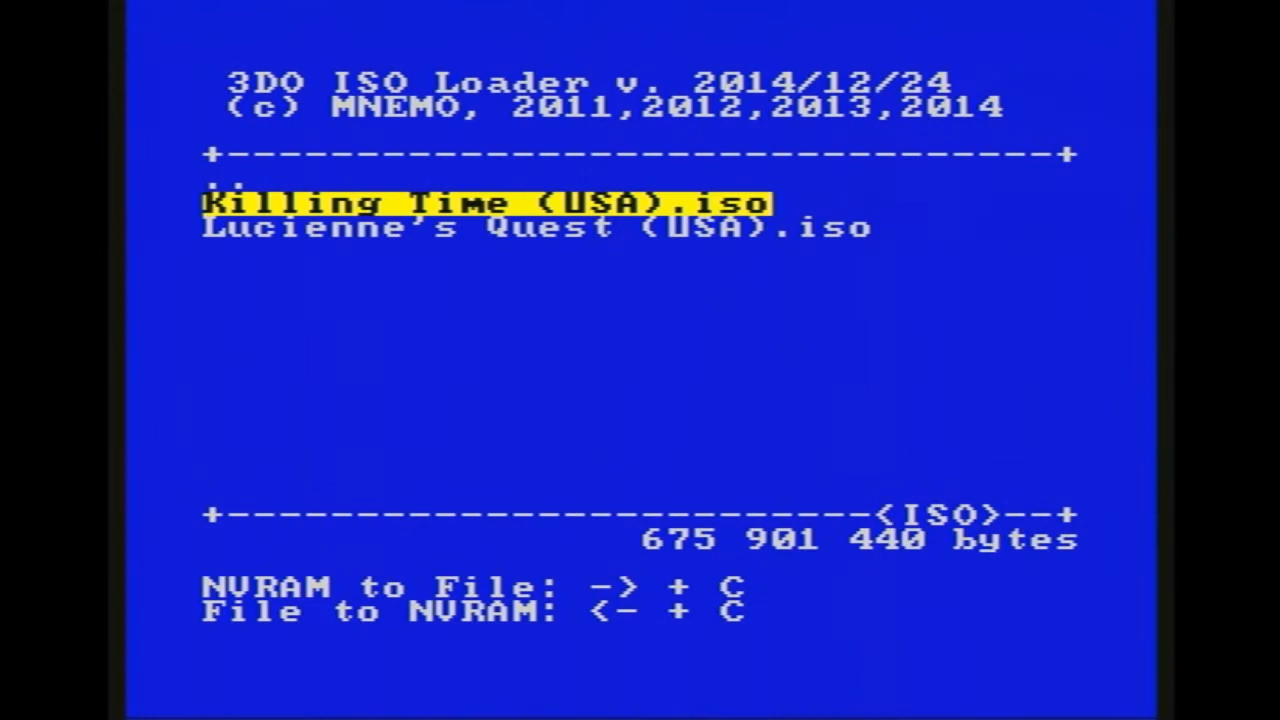 3DO ISO Loader v. 2014/12/24
(c) MNEMO, 2011,2012,2013,2014
+--------------------------------+
..
Killing Time (USA).iso
Lucienne's Quest (USA).iso
+-------------------------<ISO>--+
675 901 440 bytes
NVRAM to File: -> + C
File to NVRAM: <- + C